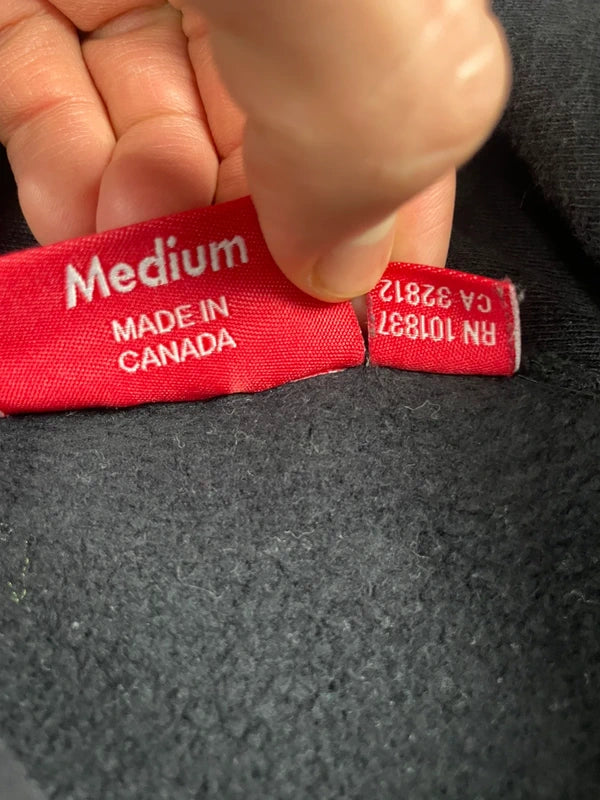 Medium
MADE IN
CANADA
RN 101837
CA 32812